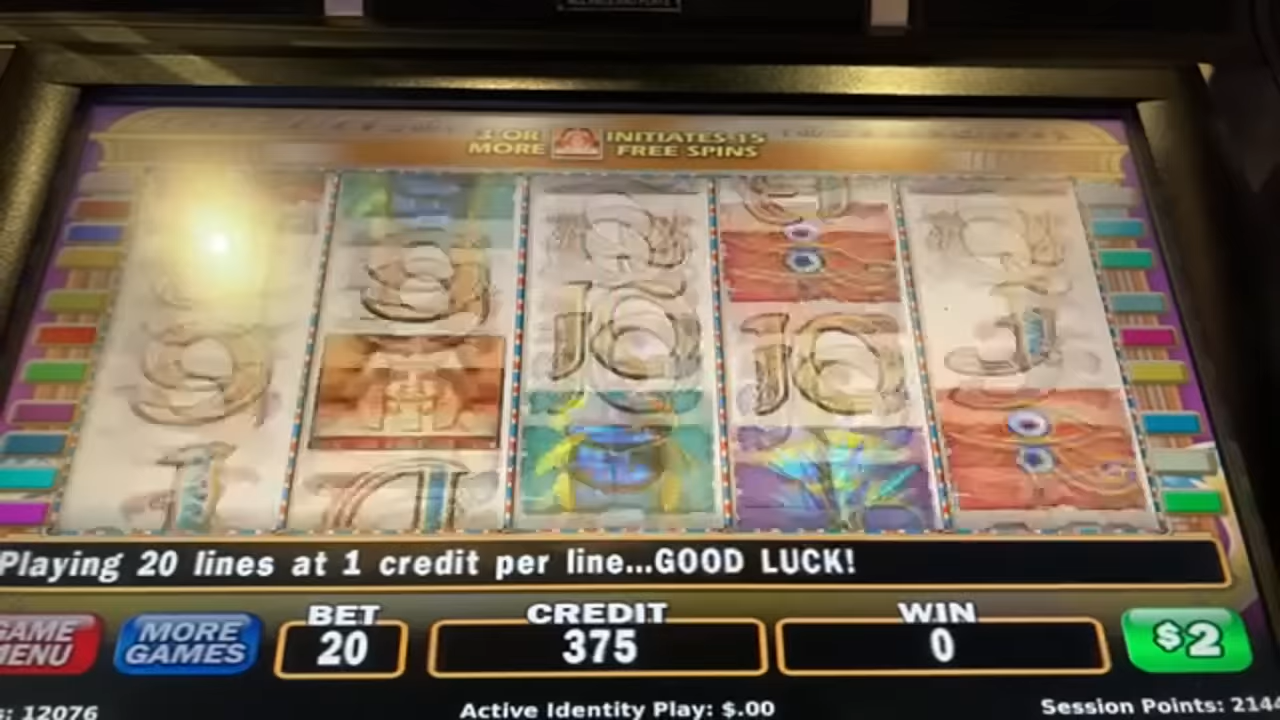 3 OR MORE INITIATES 15 FREE SPINS
Playing 20 lines at 1 credit per line...GOOD LUCK!
GAME MENU
MORE GAMES
BET
20
CREDIT
375
WIN
0
$2
s: 12076
Active Identity Play: $.00
Session Points: 214